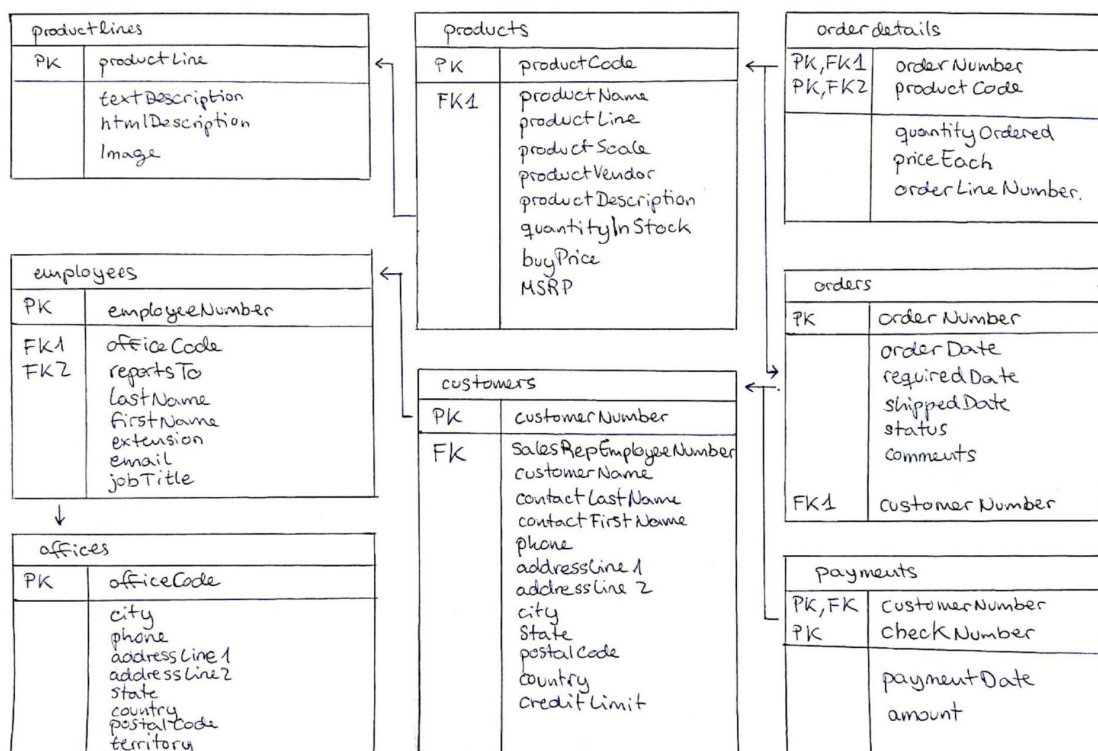 productlines
PK productLine
textDescription
htmlDescription
Image
products
PK productCode
FK1 productName
productLine
productScale
productVendor
productDescription
quantityInStock
buyPrice
MSRP
orderdetails
PK,FK1 orderNumber
PK,FK2 productCode
quantityOrdered
priceEach
orderLineNumber.
employees
PK employeeNumber
FK1 officeCode
FK2 reportsTo
lastName
firstName
extension
email
jobTitle
customers
PK customerNumber
FK SalesRepEmployeeNumber
customerName
contactLastName
contactFirstName
phone
addressLine1
addressLine2
city
State
postalCode
country
creditLimit
orders
PK orderNumber
orderDate
requiredDate
shippedDate
status
comments
FK1 customerNumber
offices
PK officeCode
city
phone
addressLine1
addressLine2
state
country
postalCode
territory
payments
PK,FK customerNumber
PK checkNumber
paymentDate
amount